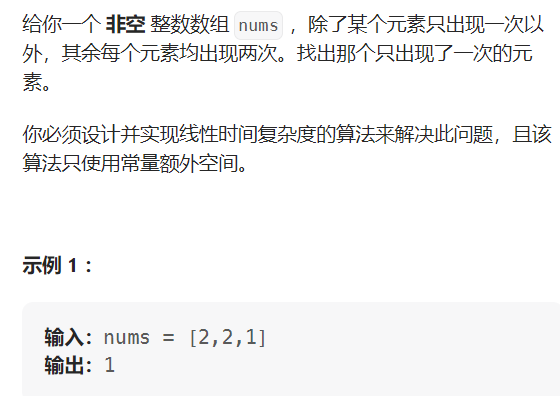 给你一个 非空 整数数组 nums ，除了某个元素只出现一次以
外，其余每个元素均出现两次。找出那个只出现了一次的元
素。
你必须设计并实现线性时间复杂度的算法来解决此问题，且该
算法只使用常量额外空间。
示例 1 ：
输入：nums = [2,2,1]
输出：1